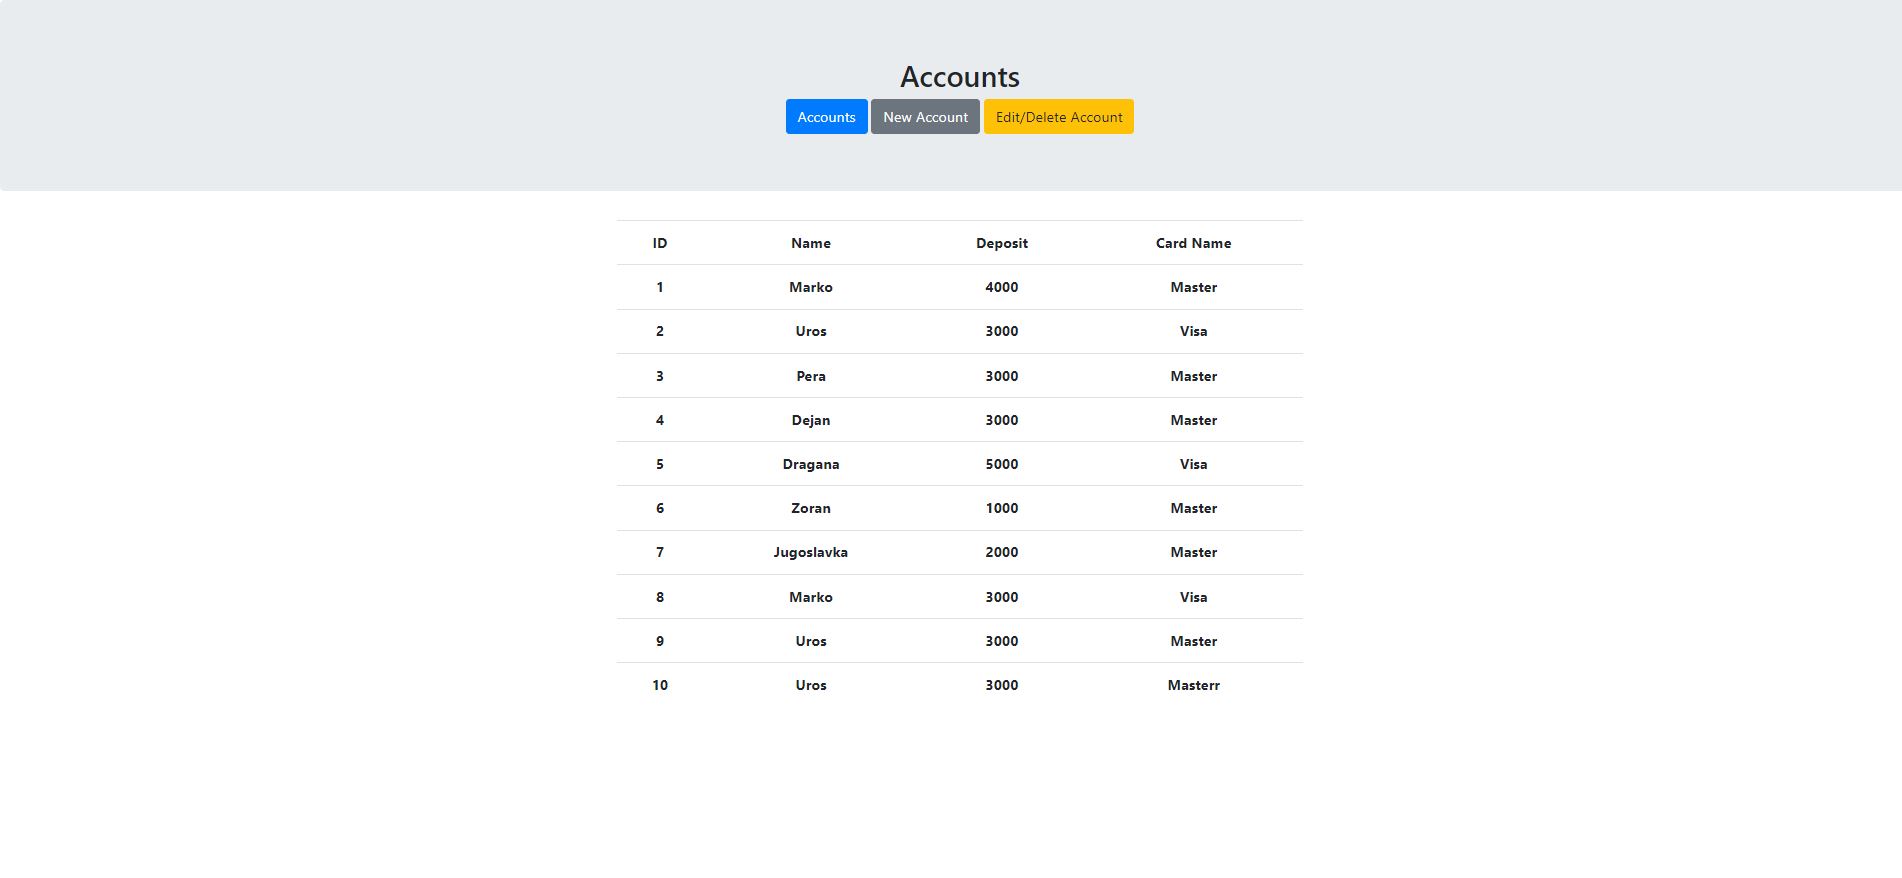 Accounts
Accounts New Account Edit/Delete Account
ID Name Deposit Card Name
1 Marko 4000 Master
2 Uros 3000 Visa
3 Pera 3000 Master
4 Dejan 3000 Master
5 Dragana 5000 Visa
6 Zoran 1000 Master
7 Jugoslavka 2000 Master
8 Marko 3000 Visa
9 Uros 3000 Master
10 Uros 3000 Masterr